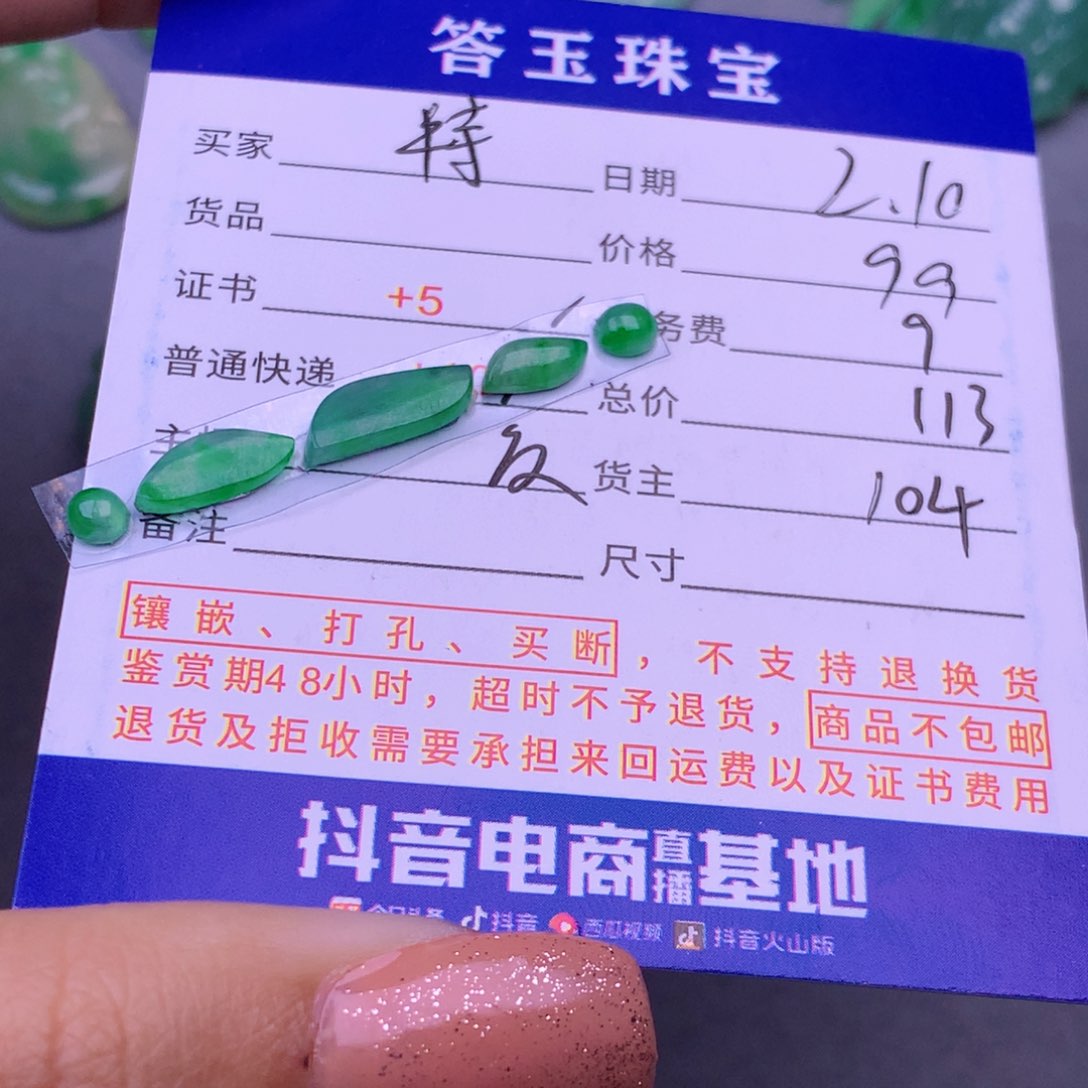 答玉珠宝
买家 特 日期 2.10
货品 价格 99
证书 +5 务费 9
普通快递 总价 113
货主 104
备注 尺寸
镶嵌、打孔、买断，不支持退换货
鉴赏期48小时，超时不予退货，商品不包邮
退货及拒收需要承担来回运费以及证书费用
抖音电商直播基地
今日头条 抖音 西瓜视频 抖音火山版